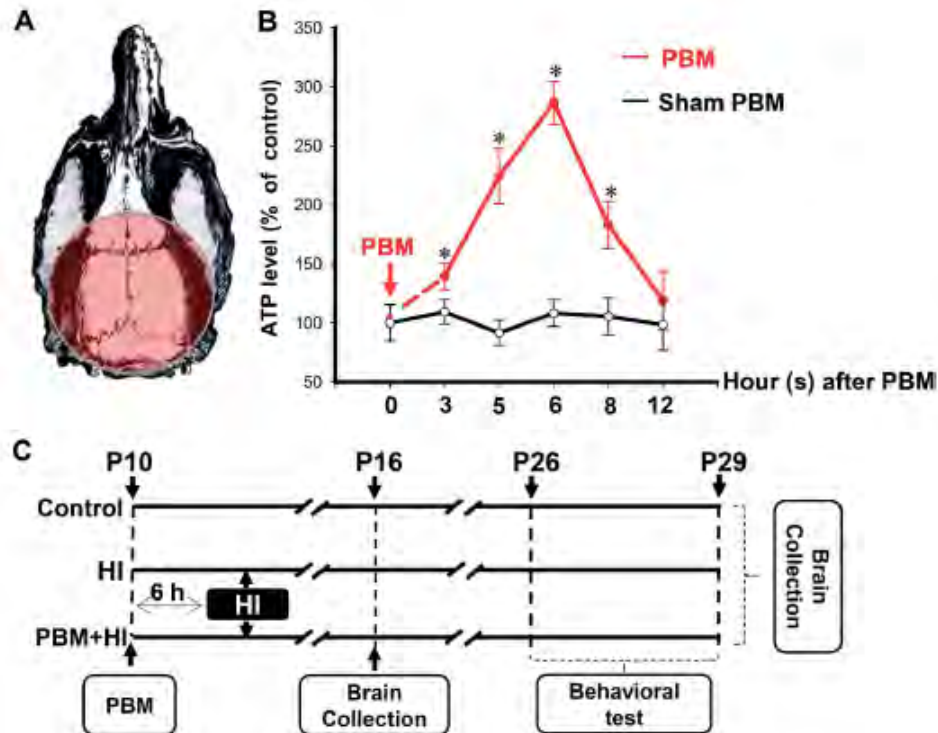 A
B
350
300
250
200
150
100
50
ATP level (% of control)
PBM
Sham PBM
PBM
*
*
*
*
0 3 5 6 8 12
Hour (s) after PBM
C
P10 P16 P26 P29
Control
HI
6 h
HI
PBM+HI
PBM
Brain
Collection
Behavioral
test
Brain
Collection